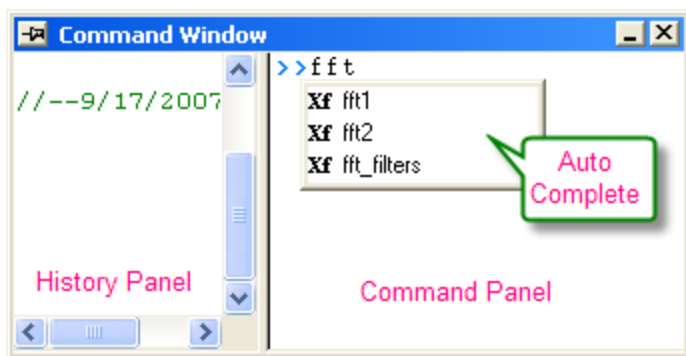 Command Window
//--9/17/2007
History Panel
>>fft
Xf fft1
Xf fft2
Xf fft_filters
Auto
Complete
Command Panel